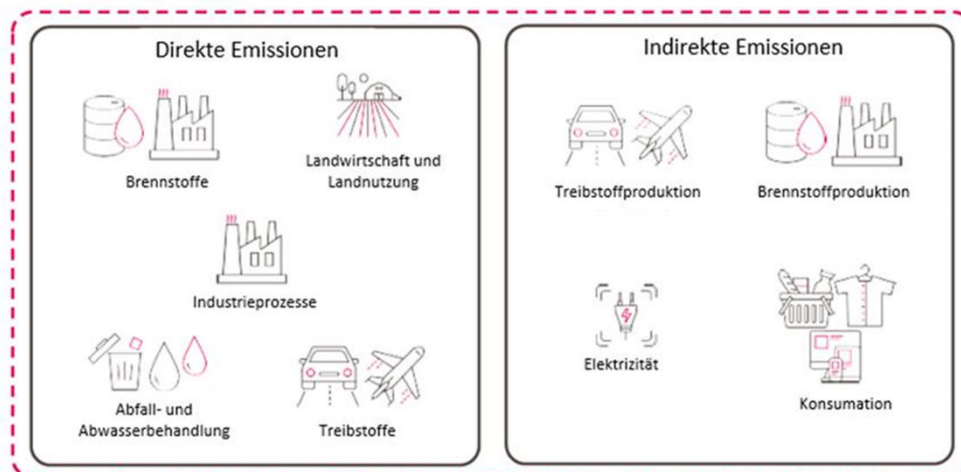 Direkte Emissionen
Brennstoffe
Landwirtschaft und
Landnutzung
Industrieprozesse
Abfall- und
Abwasserbehandlung
Treibstoffe
Indirekte Emissionen
Treibstoffproduktion
Brennstoffproduktion
Elektrizität
Konsumation